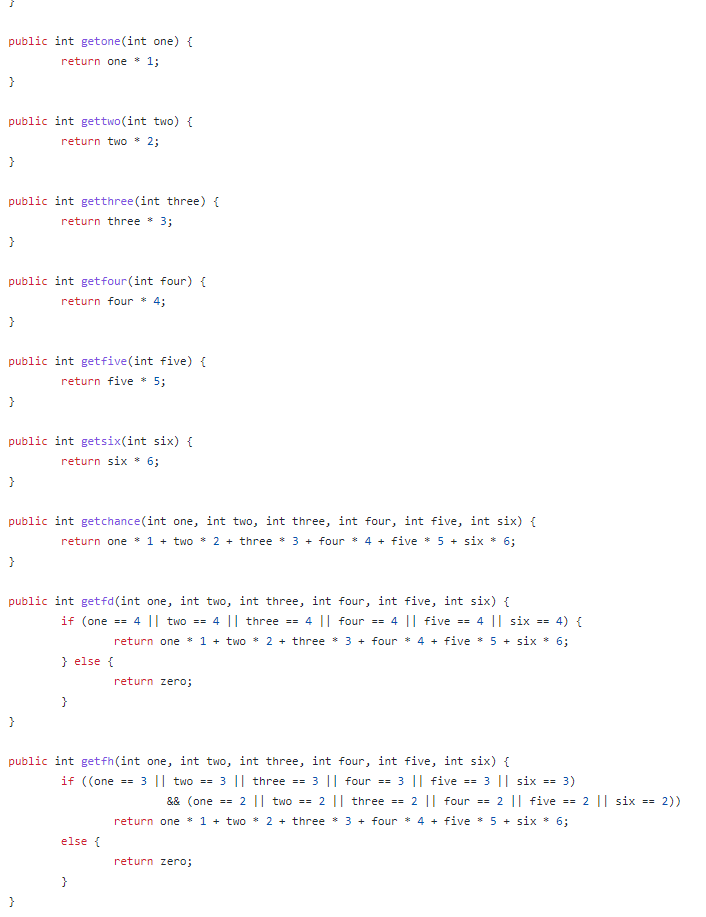 }
public int getone(int one) {
return one * 1;
}
public int gettwo(int two) {
return two * 2;
}
public int getthree(int three) {
return three * 3;
}
public int getfour(int four) {
return four * 4;
}
public int getfive(int five) {
return five * 5;
}
public int getsix(int six) {
return six * 6;
}
public int getchance(int one, int two, int three, int four, int five, int six) {
return one * 1 + two * 2 + three * 3 + four * 4 + five * 5 + six * 6;
}
public int getfd(int one, int two, int three, int four, int five, int six) {
if (one == 4 || two == 4 || three == 4 || four == 4 || five == 4 || six == 4) {
return one * 1 + two * 2 + three * 3 + four * 4 + five * 5 + six * 6;
} else {
return zero;
}
}
public int getfh(int one, int two, int three, int four, int five, int six) {
if ((one == 3 || two == 3 || three == 3 || four == 3 || five == 3 || six == 3)
&& (one == 2 || two == 2 || three == 2 || four == 2 || five == 2 || six == 2))
return one * 1 + two * 2 + three * 3 + four * 4 + five * 5 + six * 6;
else {
return zero;
}
}